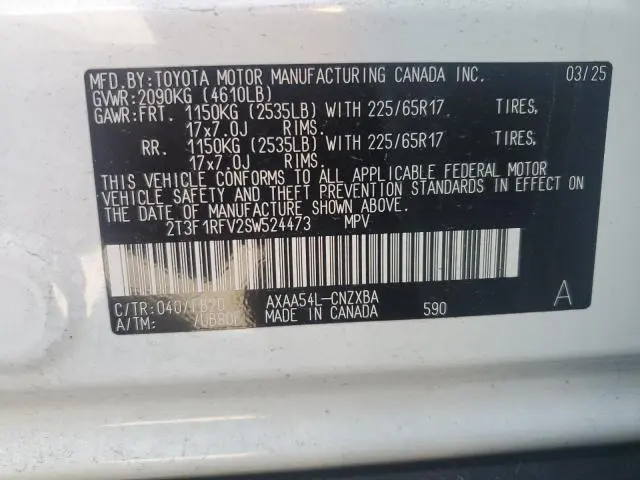 MFD.BY:TOYOTA MOTOR MANUFACTURING CANADA INC. 03/25
GVWR:2090KG (4610LB)
GAWR:FRT. 1150KG (2535LB) WITH 225/65R17 TIRES,
17x7.0J RIMS.
RR. 1150KG (2535LB) WITH 225/65R17 TIRES,
17x7.0J RIMS.
THIS VEHICLE CONFORMS TO ALL APPLICABLE FEDERAL MOTOR
VEHICLE SAFETY AND THEFT PREVENTION STANDARDS IN EFFECT ON
THE DATE OF MANUFACTURE SHOWN ABOVE.
2T3F1RFV2SW524473 MPV
C/TR: AXAA54L-CNZXBA A
A/TM: MADE IN CANADA 590